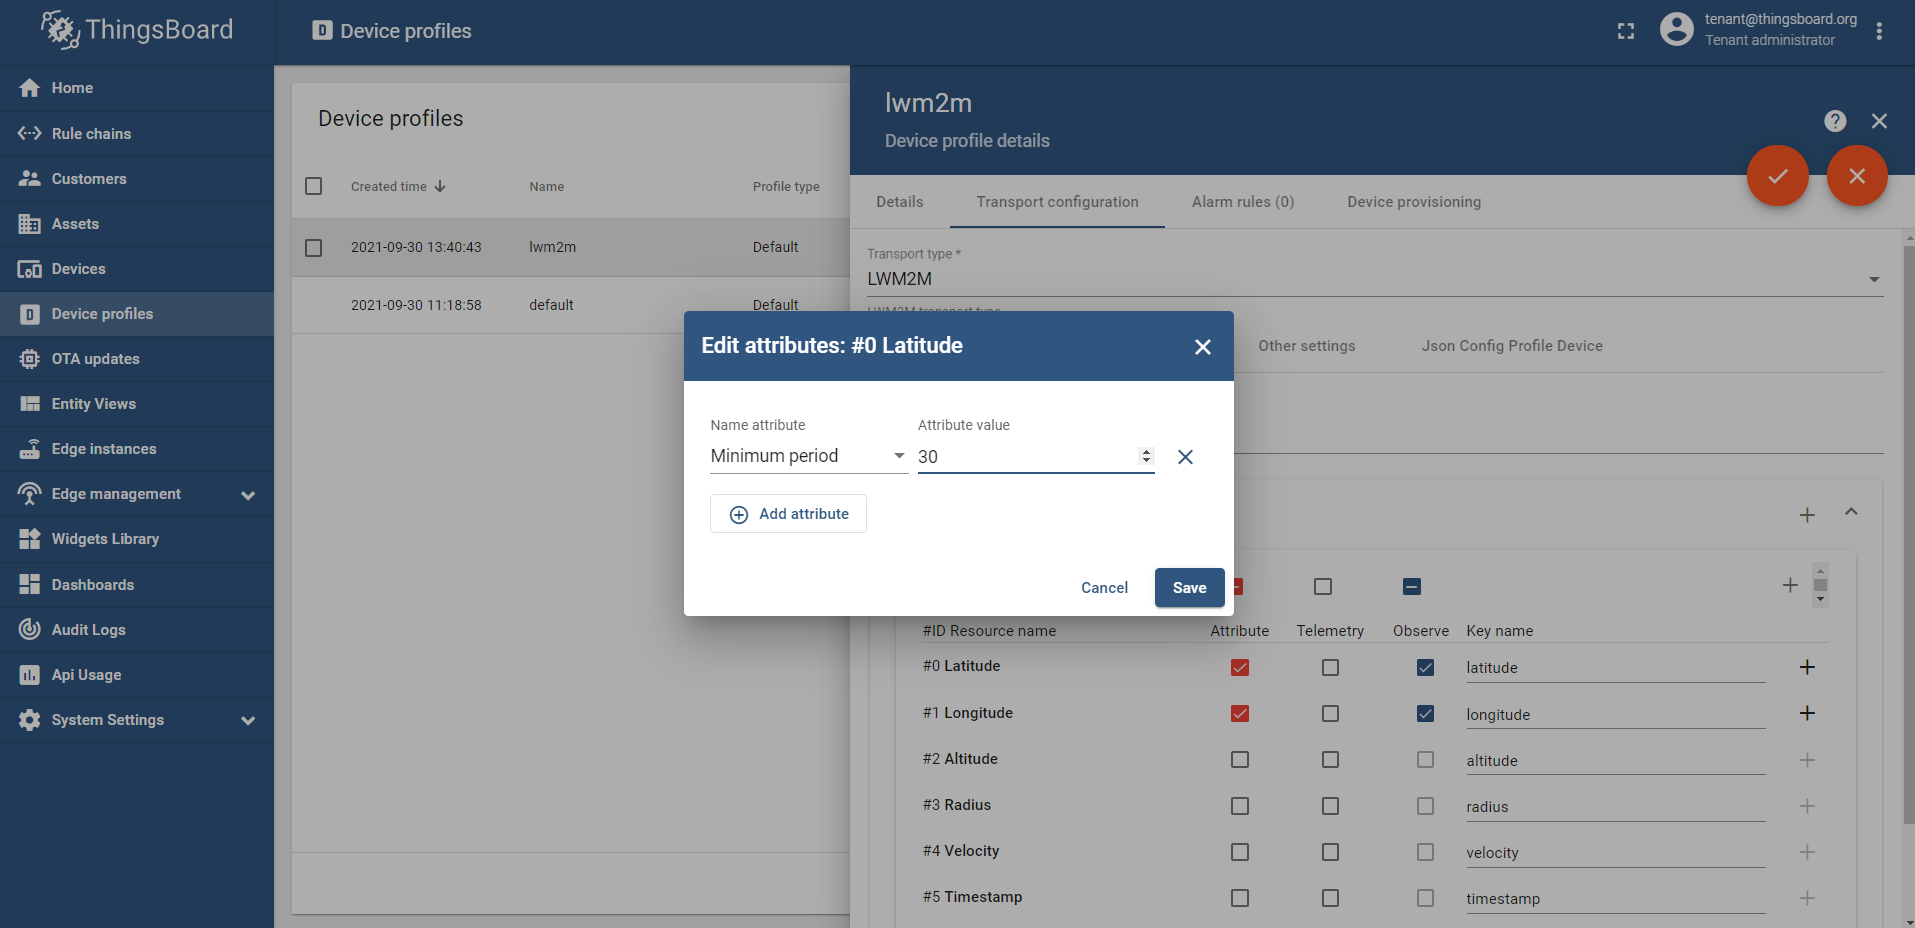 ThingsBoard
Device profiles
tenant@thingsboard.org
Tenant administrator
Home
Rule chains
Customers
Assets
Devices
Device profiles
OTA updates
Entity Views
Edge instances
Edge management
Widgets Library
Dashboards
Audit Logs
Api Usage
System Settings
Device profiles
Created time Name Profile type
2021-09-30 13:40:43 lwm2m Default
2021-09-30 11:18:58 default Default
lwm2m
Device profile details
Details Transport configuration Alarm rules (0) Device provisioning
Transport type *
LWM2M
LWM2M transport type
Other settings Json Config Profile Device
Edit attributes: #0 Latitude
Name attribute Attribute value
Minimum period 30
Add attribute
Cancel Save
#ID Resource name Attribute Telemetry Observe Key name
#0 Latitude latitude
#1 Longitude longitude
#2 Altitude altitude
#3 Radius radius
#4 Velocity velocity
#5 Timestamp timestamp